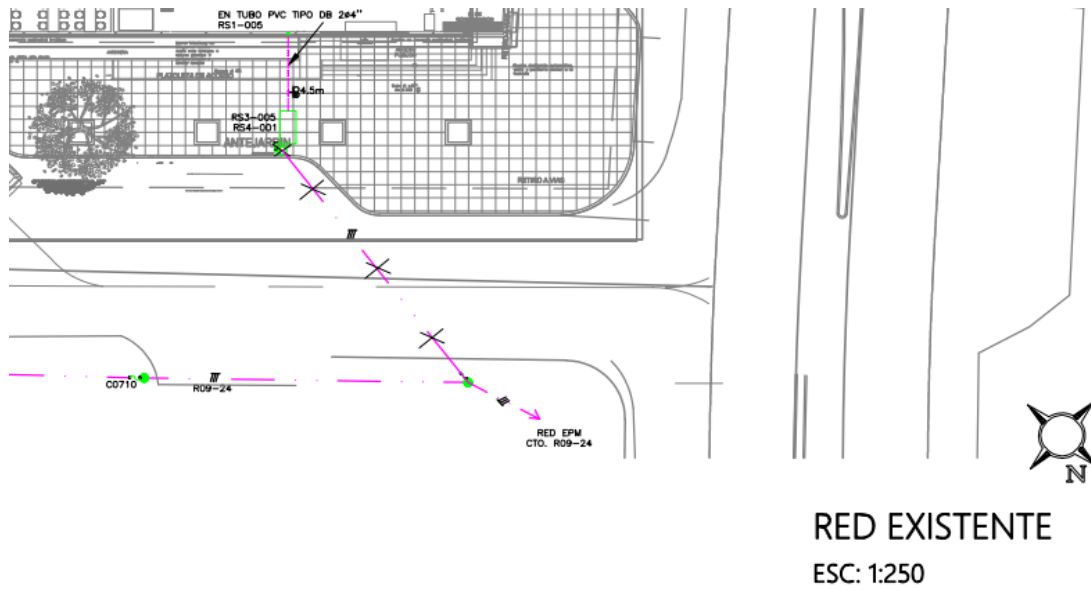 EN TUBO PVC TIPO DB 2ø4"
RS1-005
PLAZOLETA DE ACCESO
4.5m
RS3-005
RS4-001
ANTEJARDIN
RETIRO A VIAS
C0710
R09-24
RED EPM
CTO. R09-24
N
RED EXISTENTE
ESC: 1:250